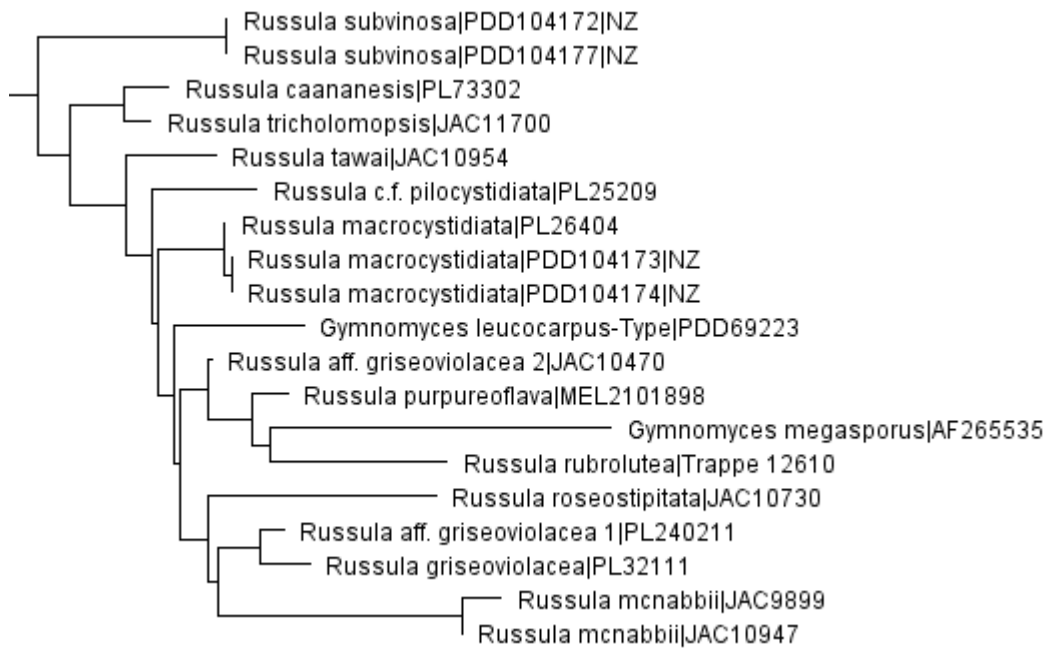 Russula subvinosa|PDD104172|NZ
Russula subvinosa|PDD104177|NZ
Russula caananesis|PL73302
Russula tricholomopsis|JAC11700
Russula tawai|JAC10954
Russula c.f. pilocystidiata|PL25209
Russula macrocystidiata|PL26404
Russula macrocystidiata|PDD104173|NZ
Russula macrocystidiata|PDD104174|NZ
Gymnomyces leucocarpus-Type|PDD69223
Russula aff. griseoviolacea 2|JAC10470
Russula purpureoflava|MEL2101898
Gymnomyces megasporus|AF265535
Russula rubrolutea|Trappe 12610
Russula roseostipitata|JAC10730
Russula aff. griseoviolacea 1|PL240211
Russula griseoviolacea|PL32111
Russula mcnabbii|JAC9899
Russula mcnabbii|JAC10947